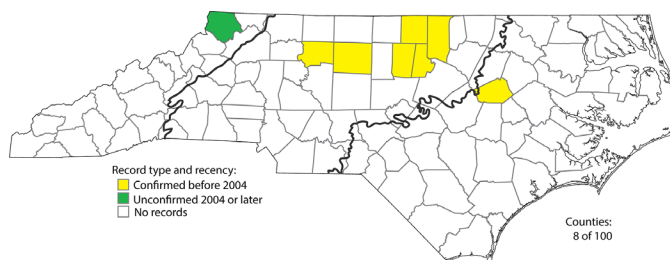 Record type and recency:
Confirmed before 2004
Unconfirmed 2004 or later
No records
Counties:
8 of 100